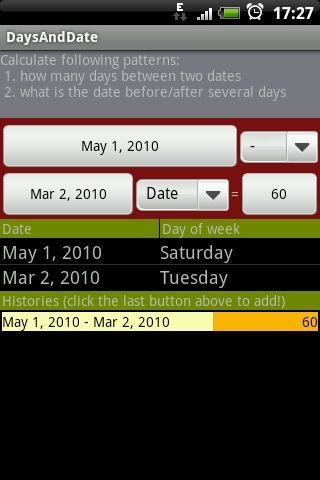 E
17:27
DaysAndDate
Calculate following patterns:
1. how many days between two dates
2. what is the date before/after several days
May 1, 2010 -
Mar 2, 2010 Date = 60
Date Day of week
May 1, 2010 Saturday
Mar 2, 2010 Tuesday
Histories (click the last button above to add!)
May 1, 2010 - Mar 2, 2010 60